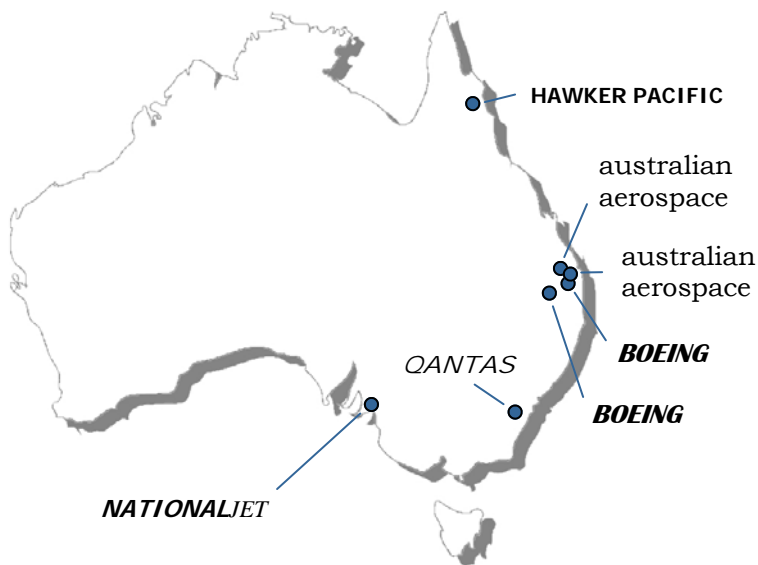 HAWKER PACIFIC
australian
aerospace
australian
aerospace
BOEING
QANTAS
BOEING
NATIONALJET